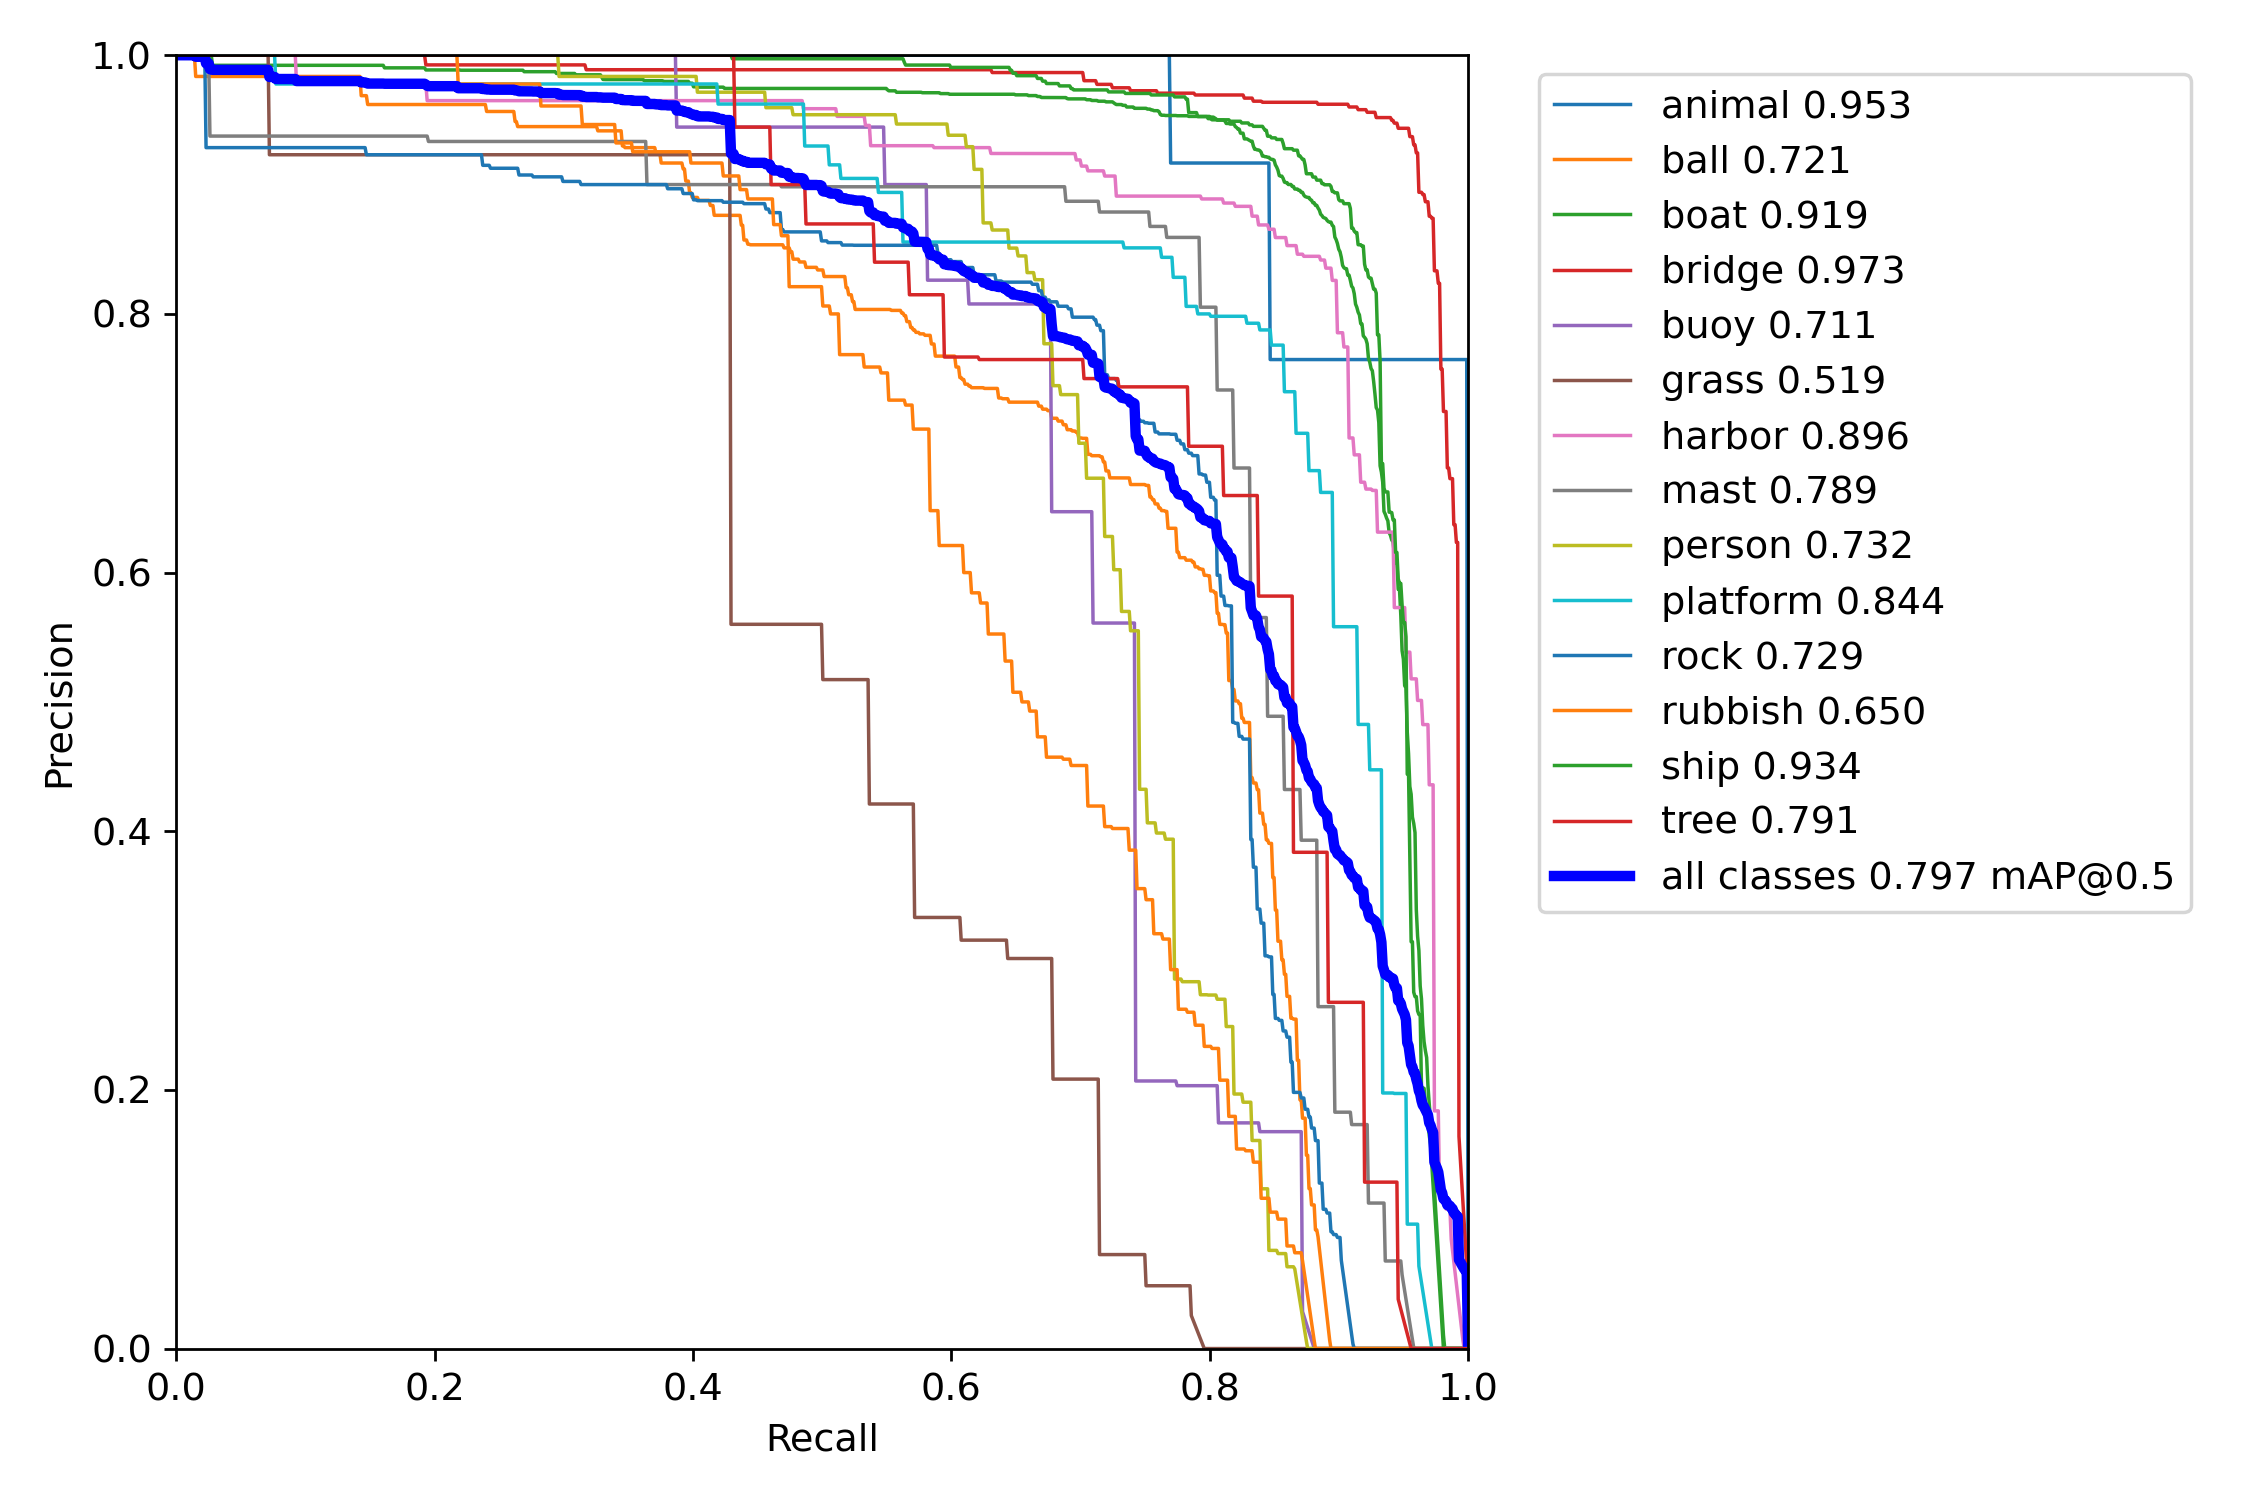 1.0
0.8
0.6
0.4
0.2
0.0
Precision
0.0 0.2 0.4 0.6 0.8 1.0
Recall
animal 0.953
ball 0.721
boat 0.919
bridge 0.973
buoy 0.711
grass 0.519
harbor 0.896
mast 0.789
person 0.732
platform 0.844
rock 0.729
rubbish 0.650
ship 0.934
tree 0.791
all classes 0.797 mAP@0.5